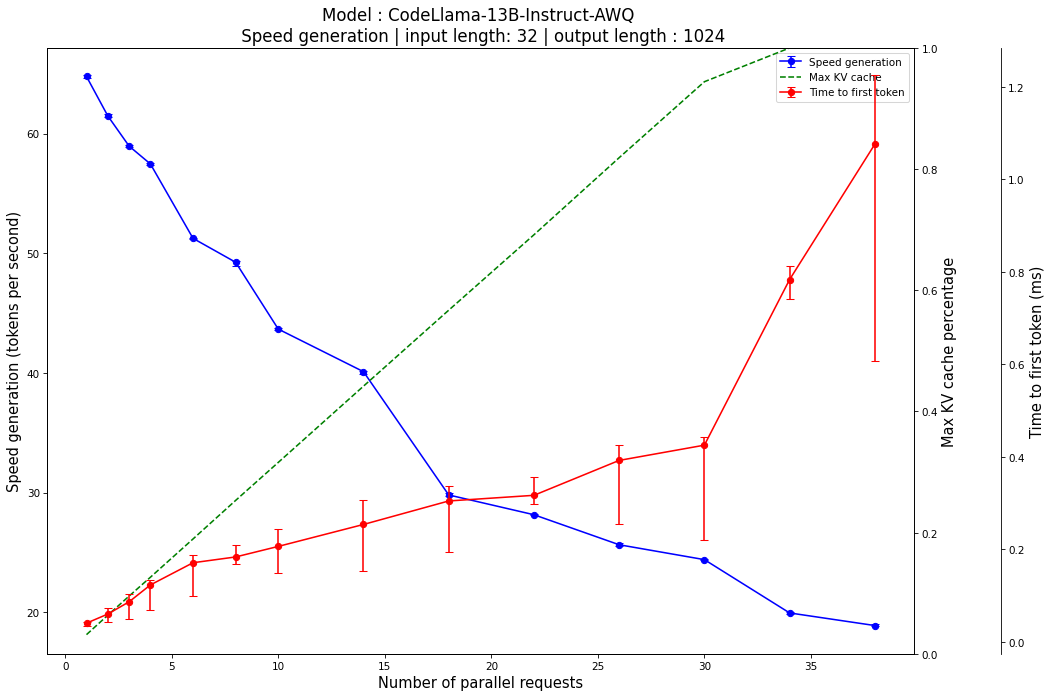 Model : CodeLlama-13B-Instruct-AWQ
Speed generation | input length: 32 | output length : 1024
Speed generation
Max KV cache
Time to first token
Speed generation (tokens per second)
60
50
40
30
20
0 5 10 15 20 25 30 35
Number of parallel requests
1.0
0.8
0.6
0.4
0.2
0.0
Max KV cache percentage
1.2
1.0
0.8
0.6
0.4
0.2
0.0
Time to first token (ms)